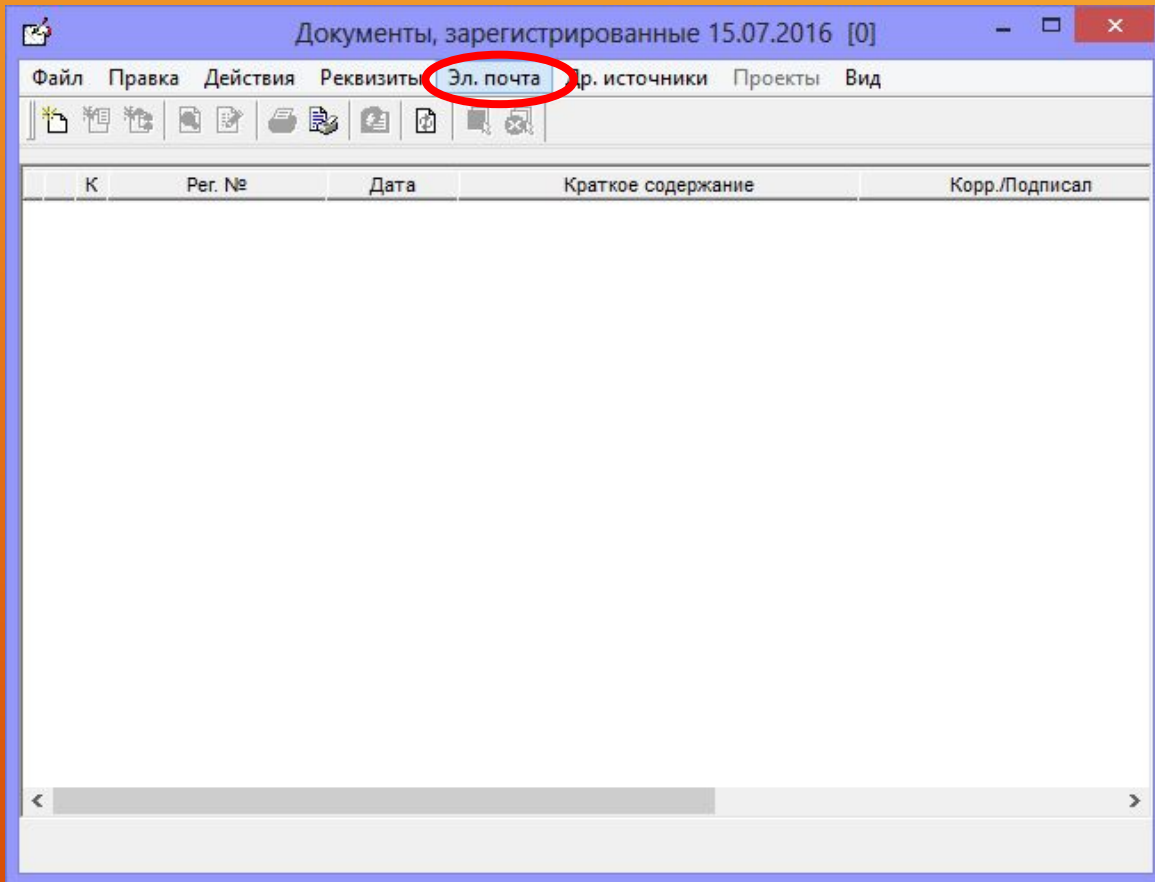 Документы, зарегистрированные 15.07.2016 [0]
Файл Правка Действия Реквизиты Эл. почта Др. источники Проекты Вид
К Рег. № Дата Краткое содержание Корр./Подписал